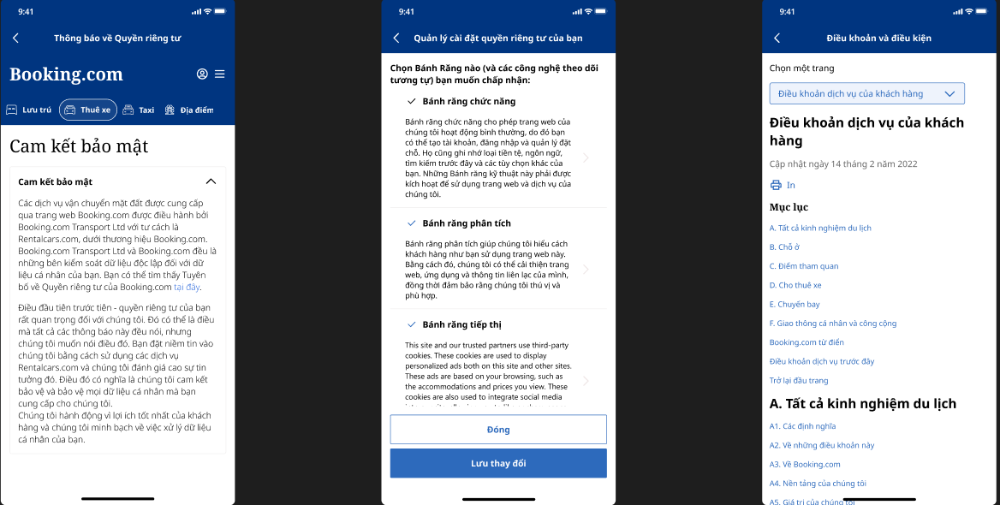 9:41
Thông báo về Quyền riêng tư
Booking.com
Lưu trú
Thuê xe
Taxi
Địa điểm
Cam kết bảo mật
Cam kết bảo mật
Các dịch vụ vận chuyển mặt đất được cung cấp
qua trang web Booking.com được điều hành bởi
Booking.com Transport Ltd với tư cách là
Rentalcars.com, dưới thương hiệu Booking.com.
Booking.com Transport Ltd và Booking.com đều là
những bên kiểm soát dữ liệu độc lập đối với dữ
liệu cá nhân của bạn. Bạn có thể tìm thấy Tuyên
bố về Quyền riêng tư của Booking.com tại đây.
Điều đầu tiên trước tiên - quyền riêng tư của bạn
rất quan trọng đối với chúng tôi. Đó có thể là điều
mà tất cả các thông báo này đều nói, nhưng
chúng tôi muốn nói điều đó. Bạn đặt niềm tin vào
chúng tôi bằng cách sử dụng các dịch vụ
Rentalcars.com và chúng tôi đánh giá cao sự tin
tưởng đó. Điều đó có nghĩa là chúng tôi cam kết
bảo vệ và bảo vệ mọi dữ liệu cá nhân mà bạn
cung cấp cho chúng tôi.
Chúng tôi hành động vì lợi ích tốt nhất của khách
hàng và chúng tôi minh bạch về việc xử lý dữ liệu
cá nhân của bạn.
9:41
Quản lý cài đặt quyền riêng tư của bạn
Chọn Bánh Răng nào (và các công nghệ theo dõi
tương tự) bạn muốn chấp nhận:
Bánh răng chức năng
Bánh răng chức năng cho phép trang web của
chúng tôi hoạt động bình thường, do đó bạn
có thể tạo tài khoản, đăng nhập và quản lý đặt
chỗ. Họ cũng ghi nhớ loại tiền tệ, ngôn ngữ,
tìm kiếm trước đây và các tùy chọn khác của
bạn. Những Bánh răng kỹ thuật này phải được
kích hoạt để sử dụng trang web và dịch vụ của
chúng tôi.
Bánh răng phân tích
Bánh răng phân tích giúp chúng tôi hiểu cách
khách hàng như bạn sử dụng trang web này.
Bằng cách đó, chúng tôi có thể cải thiện trang
web, ứng dụng và thông tin liên lạc của mình,
đồng thời đảm bảo rằng chúng tôi thú vị và
phù hợp.
Bánh răng tiếp thị
This site and our trusted partners use third-party
cookies. These cookies are used to display
personalized ads both on this site and other sites.
These ads are based on your browsing, such as
the accommodations and prices you view. These
cookies are also used to integrate social media
Đóng
Lưu thay đổi
9:41
Điều khoản và điều kiện
Chọn một trang
Điều khoản dịch vụ của khách hàng
Điều khoản dịch vụ của khách
hàng
Cập nhật ngày 14 tháng 2 năm 2022
In
Mục lục
A. Tất cả kinh nghiệm du lịch
B. Chỗ ở
C. Điểm tham quan
D. Cho thuê xe
E. Chuyến bay
F. Giao thông cá nhân và công cộng
Booking.com từ điển
Điều khoản dịch vụ trước đây
Trở lại đầu trang
A. Tất cả kinh nghiệm du lịch
A1. Các định nghĩa
A2. Về những điều khoản này
A3. Về Booking.com
A4. Nền tảng của chúng tôi
A5. Giá trị của chúng tôi